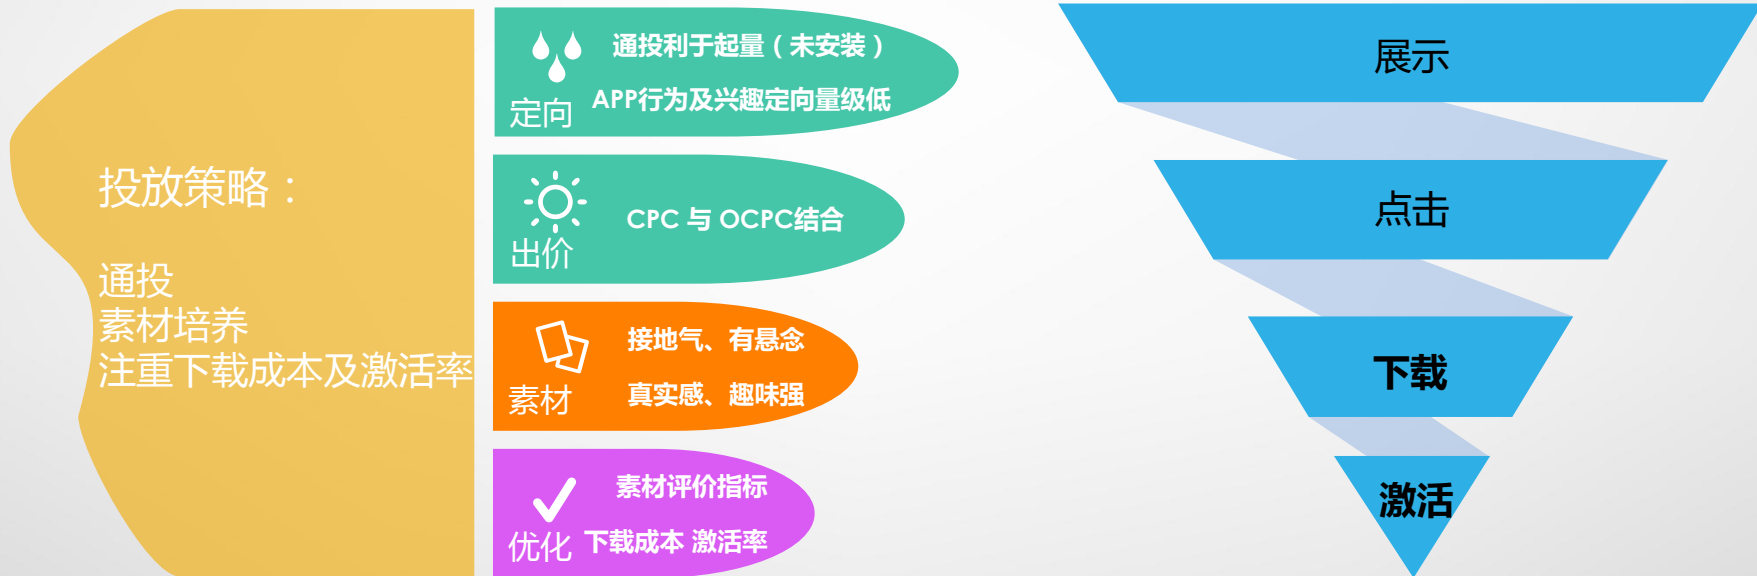 投放策略：
通投
素材培养
注重下载成本及激活率
通投利于起量（未安装）
APP行为及兴趣定向量级低
定向
CPC 与 OCPC结合
出价
接地气、有悬念
真实感、趣味强
素材
素材评价指标
下载成本 激活率
优化
展示
点击
下载
激活